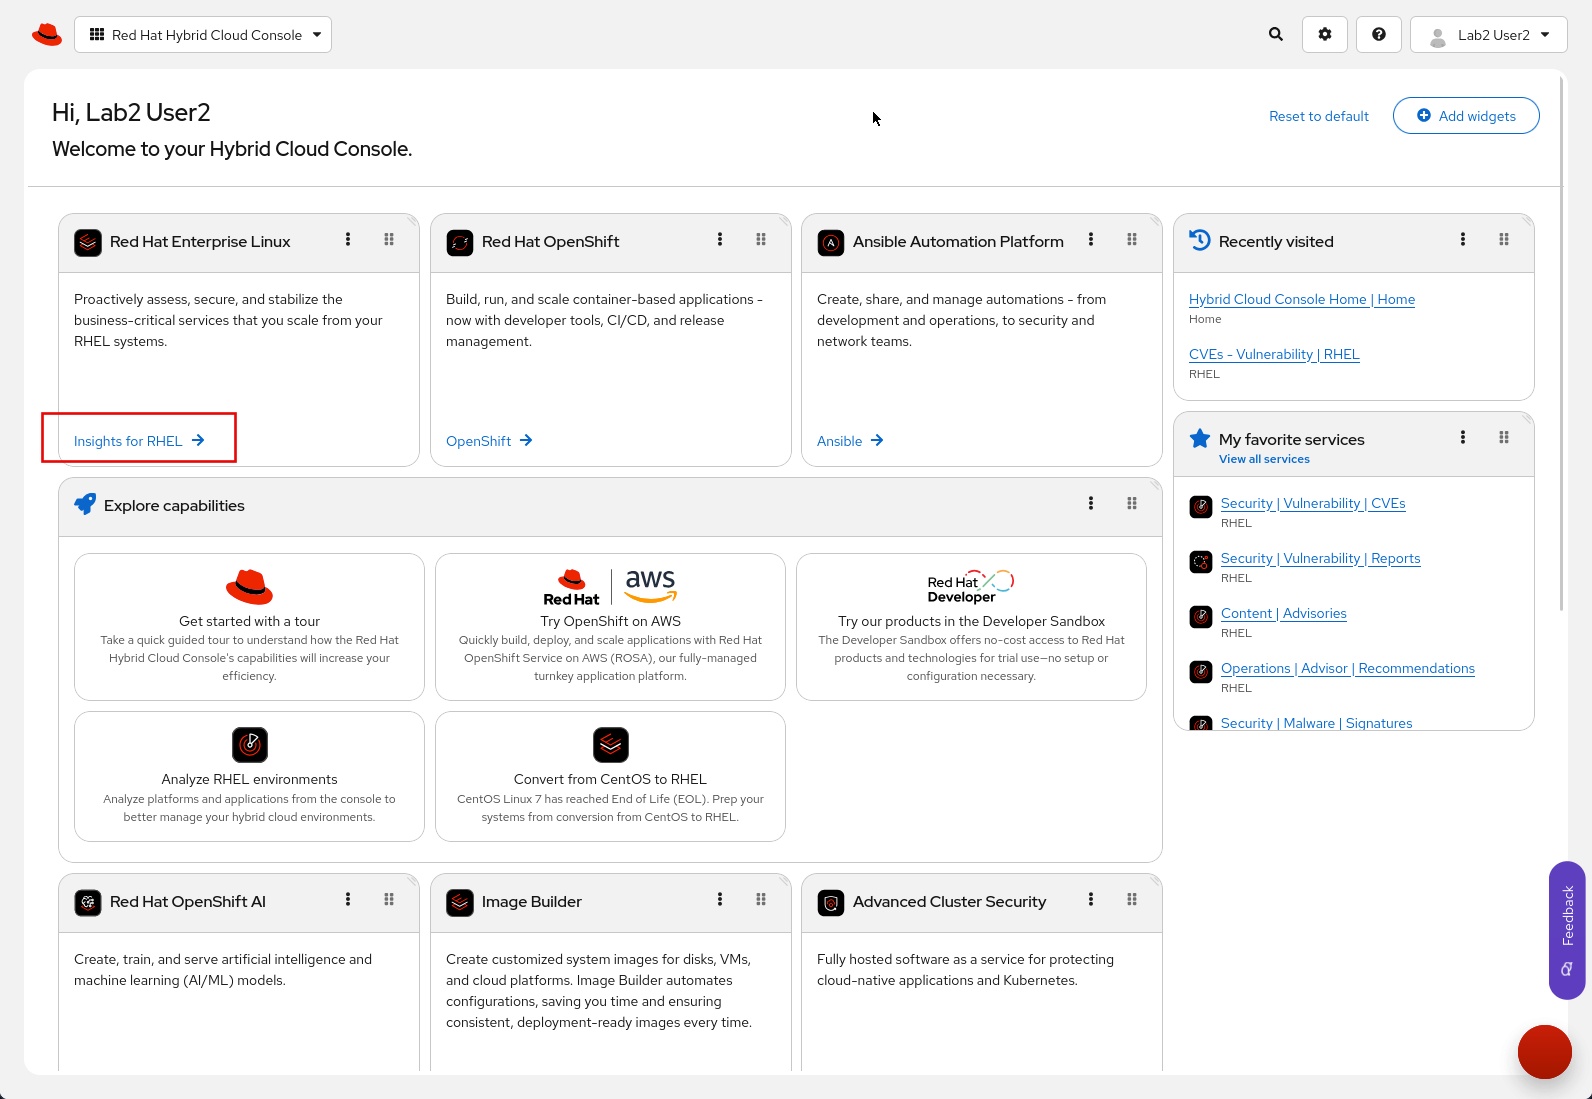 Red Hat Hybrid Cloud Console
Lab2 User2
Hi, Lab2 User2
Welcome to your Hybrid Cloud Console.
Reset to default
Add widgets
Red Hat Enterprise Linux
Proactively assess, secure, and stabilize the
business-critical services that you scale from your
RHEL systems.
Insights for RHEL
Red Hat OpenShift
Build, run, and scale container-based applications -
now with developer tools, CI/CD, and release
management.
OpenShift
Ansible Automation Platform
Create, share, and manage automations - from
development and operations, to security and
network teams.
Ansible
Recently visited
Hybrid Cloud Console Home | Home
Home
CVEs - Vulnerability | RHEL
RHEL
My favorite services
View all services
Security | Vulnerability | CVEs
RHEL
Security | Vulnerability | Reports
RHEL
Content | Advisories
RHEL
Operations | Advisor | Recommendations
RHEL
Security | Malware | Signatures
Explore capabilities
Get started with a tour
Take a quick guided tour to understand how the Red Hat
Hybrid Cloud Console's capabilities will increase your
efficiency.
Red Hat
aws
Try OpenShift on AWS
Quickly build, deploy, and scale applications with Red Hat
OpenShift Service on AWS (ROSA), our fully-managed
turnkey application platform.
Red Hat
Developer
Try our products in the Developer Sandbox
The Developer Sandbox offers no-cost access to Red Hat
products and technologies for trial use—no setup or
configuration necessary.
Analyze RHEL environments
Analyze platforms and applications from the console to
better manage your hybrid cloud environments.
Convert from CentOS to RHEL
CentOS Linux 7 has reached End of Life (EOL). Prep your
systems from conversion from CentOS to RHEL.
Red Hat OpenShift AI
Create, train, and serve artificial intelligence and
machine learning (AI/ML) models.
Image Builder
Create customized system images for disks, VMs,
and cloud platforms. Image Builder automates
configurations, saving you time and ensuring
consistent, deployment-ready images every time.
Advanced Cluster Security
Fully hosted software as a service for protecting
cloud-native applications and Kubernetes.
Feedback